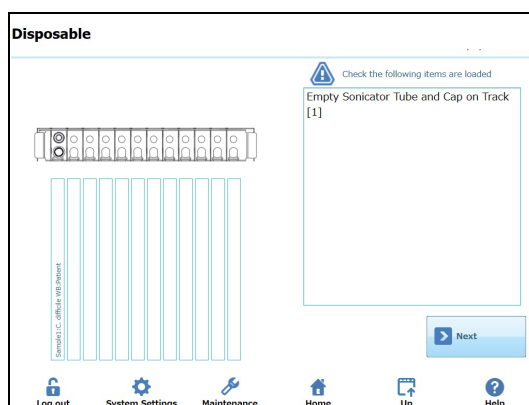 Disposable
Check the following items are loaded
Empty Sonicator Tube and Cap on Track
[1]
Sample1:C. difficile WB:Patient
Next
Log out
System Settings
Maintenance
Home
Up
Help